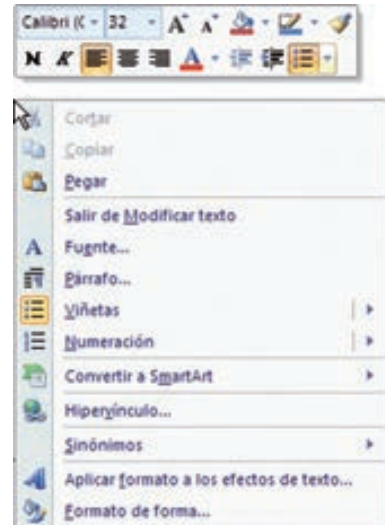 Calibri (C 32 A A
N K A
Cortar
Copiar
Pegar
Salir de Modificar texto
A Fuente...
Párrafo...
Viñetas
Numeración
Convertir a SmartArt
Hipervínculo...
Sinónimos
Aplicar formato a los efectos de texto...
Formato de forma...